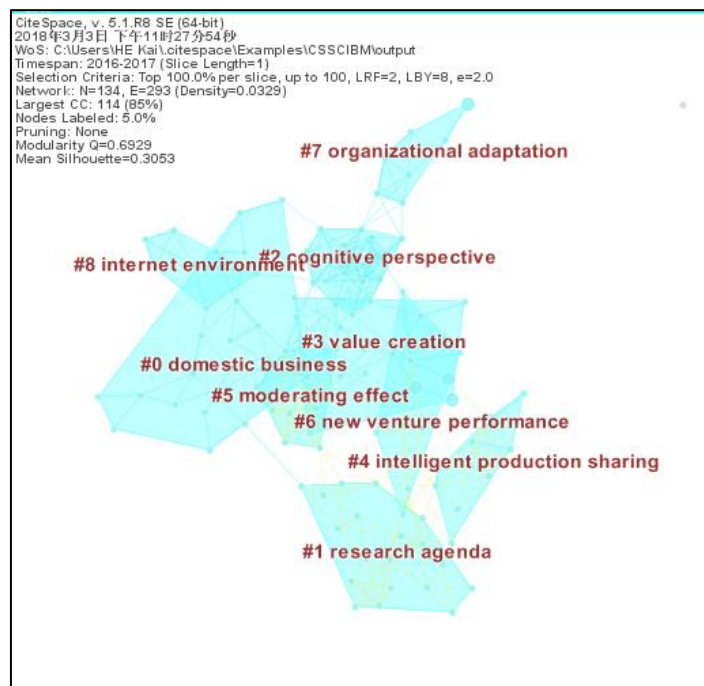 CiteSpace, v. 5.1.R8 SE (64-bit)
2018年3月3日 下午11时27分54秒
WoS: C:\Users\HE Kai\.citespace\Examples\CSSCIBM\output
Timespan: 2016-2017 (Slice Length=1)
Selection Criteria: Top 100.0% per slice, up to 100, LRF=2, LBY=8, e=2.0
Network: N=134, E=293 (Density=0.0329)
Largest CC: 114 (85%)
Nodes Labeled: 5.0%
Pruning: None
Modularity Q=0.6929
Mean Silhouette=0.3053
#7 organizational adaptation
#2 cognitive perspective
#8 internet environment
#3 value creation
#0 domestic business
#5 moderating effect
#6 new venture performance
#4 intelligent production sharing
#1 research agenda